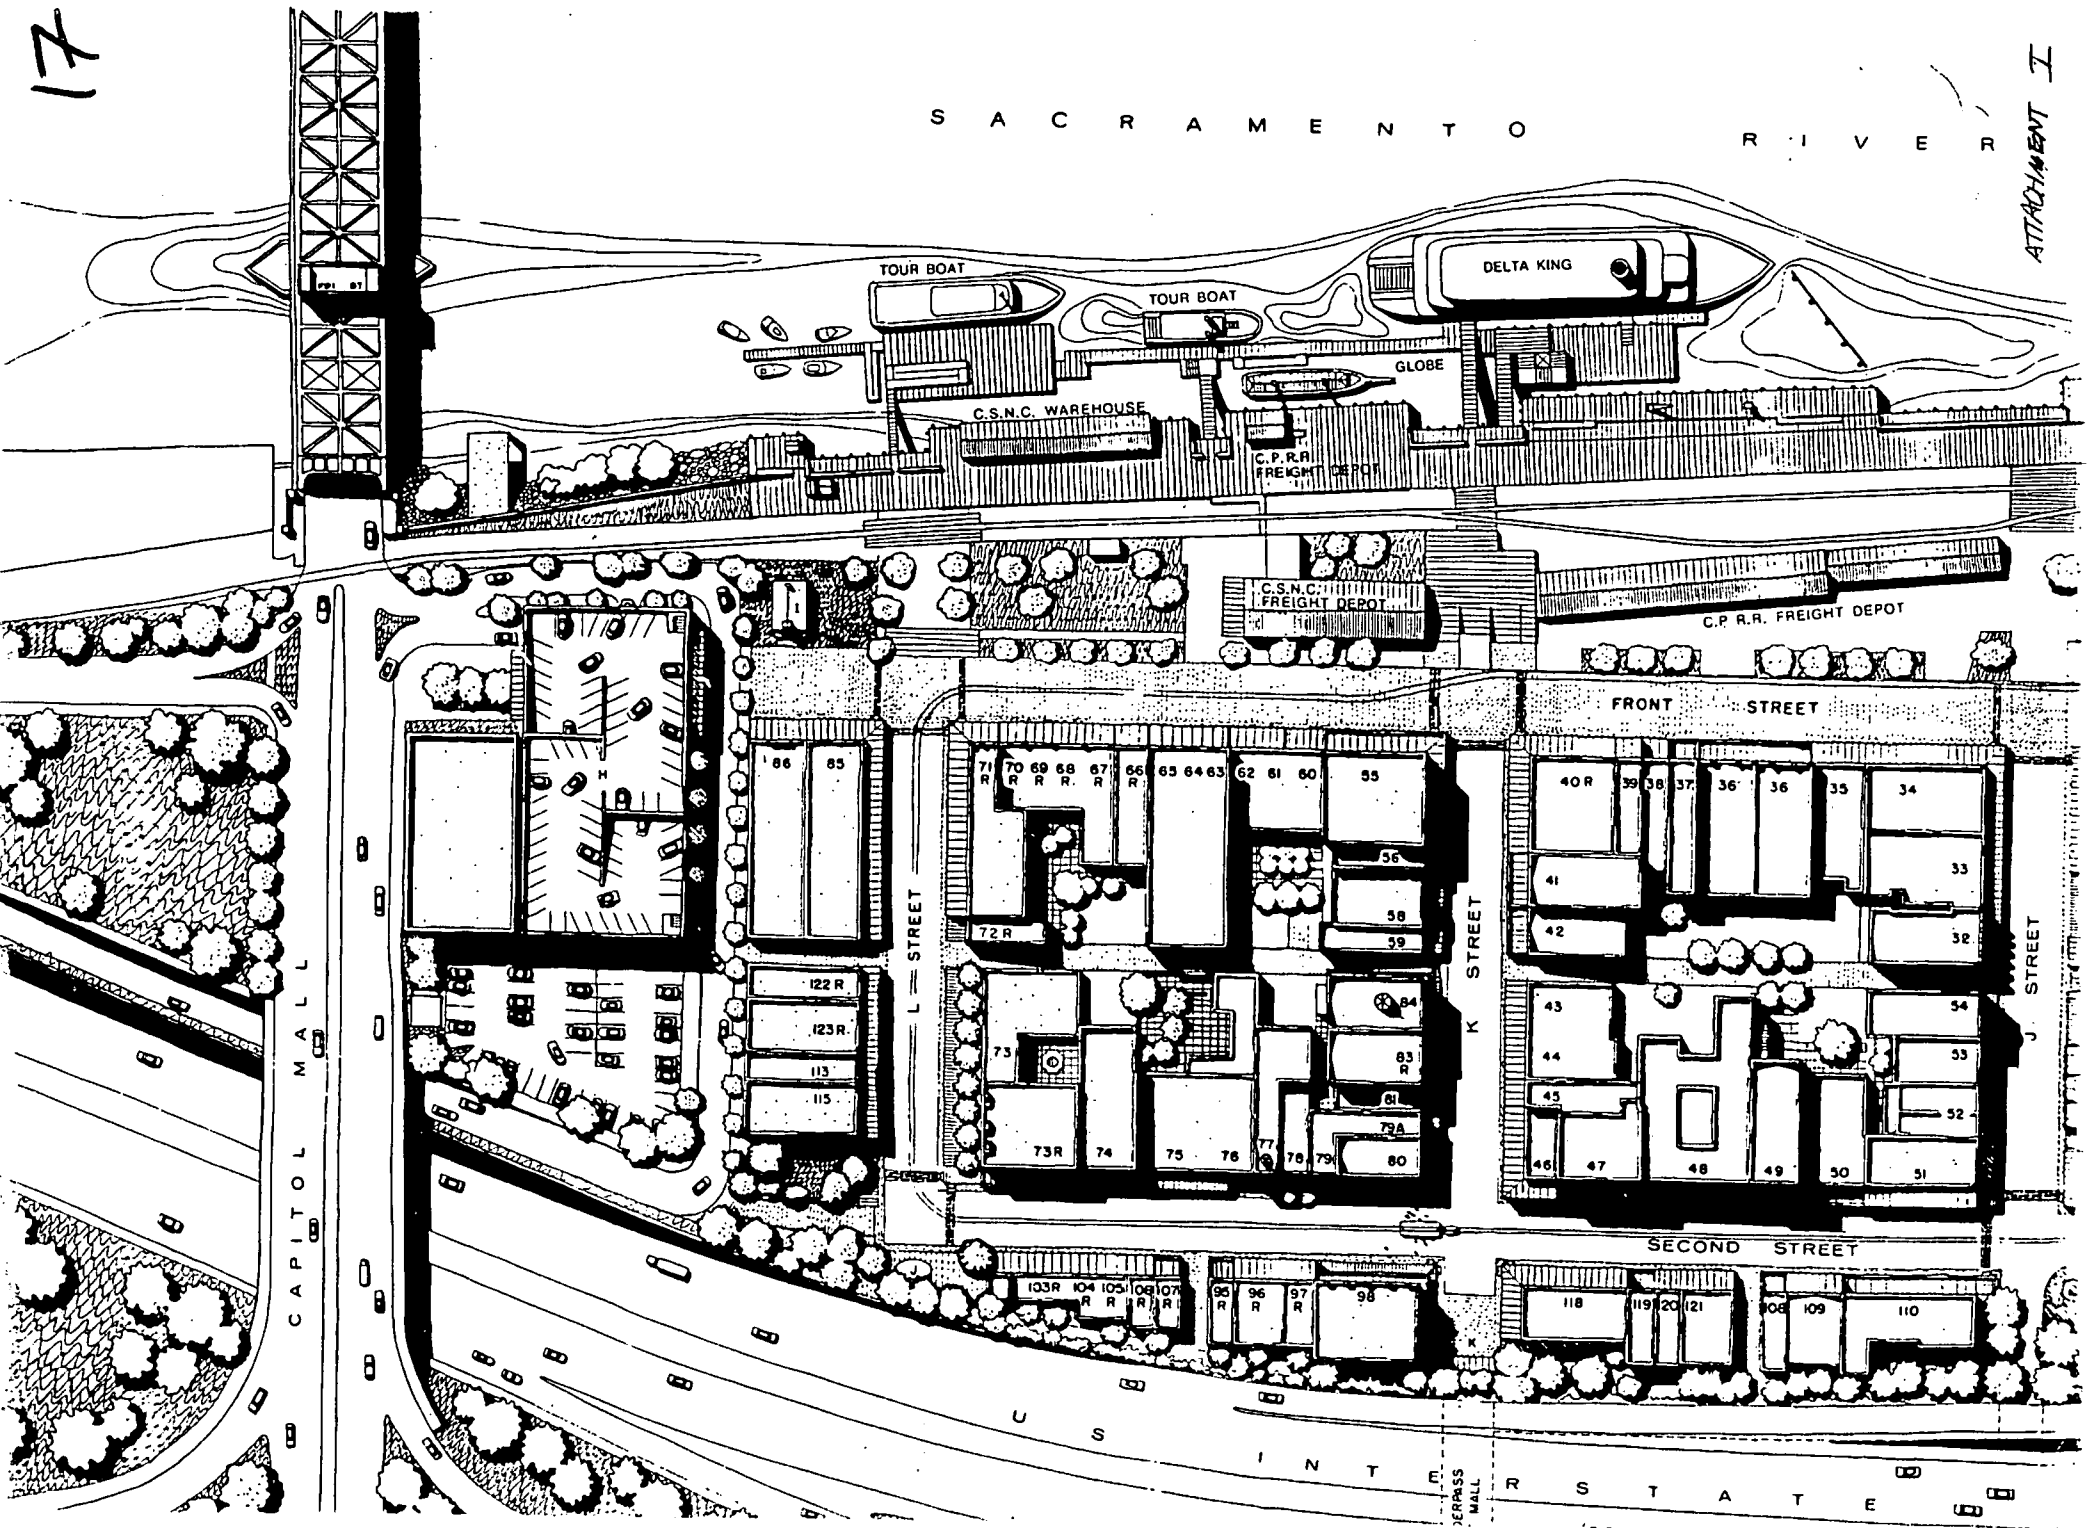 17
ATTACHMENT I
SACRAMENTO RIVER
TOUR BOAT
TOUR BOAT
DELTA KING
GLOBE
C.S.N.C. WAREHOUSE
C.P.R.R.
FREIGHT DEPOT
C.S.N.C.
FREIGHT DEPOT
C.P. R.R. FREIGHT DEPOT
FRONT STREET
86 85
71 R 70 R 69 R 68 R. 67 R 66 R 65 64 63 62 61 60 55
40 R 39 38 37 36 36 35 34
H
56
58
59
41
42
33
32
72 R
122 R
123 R.
113
115
73
84
83 R
81
79A
80
73 R 74 75 76 77 78 79
43
44
45
46 47 48 49 50 51
54
53
52
L STREET
K STREET
J STREET
CAPITOL MALL
SECOND STREET
103R 104 R 105 R 106 R 107 R
95 R 96 R 97 R 98
118 119 120 121 108 109 110
K
US INTERSTATE
MALL